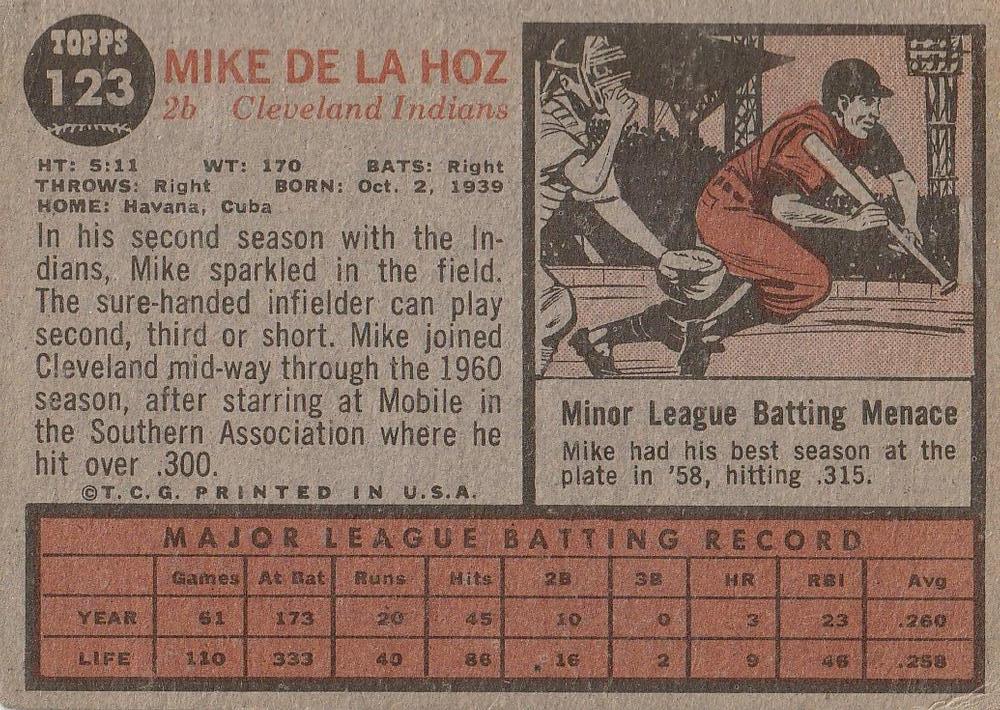 TOPPS
123
MIKE DE LA HOZ
2b Cleveland Indians
HT: 5:11 WT: 170 BATS: Right
THROWS: Right BORN: Oct. 2, 1939
HOME: Havana, Cuba
In his second season with the In-
dians, Mike sparkled in the field.
The sure-handed infielder can play
second, third or short. Mike joined
Cleveland mid-way through the 1960
season, after starring at Mobile in
the Southern Association where he
hit over .300.
©T.C.G. PRINTED IN U.S.A.
Minor League Batting Menace
Mike had his best season at the
plate in '58, hitting .315.
MAJOR LEAGUE BATTING RECORD
Games At Bat Runs Hits 2B 3B HR RBI Avg
YEAR 61 173 20 45 10 0 3 23 .260
LIFE 110 333 40 86 16 2 9 46 .258